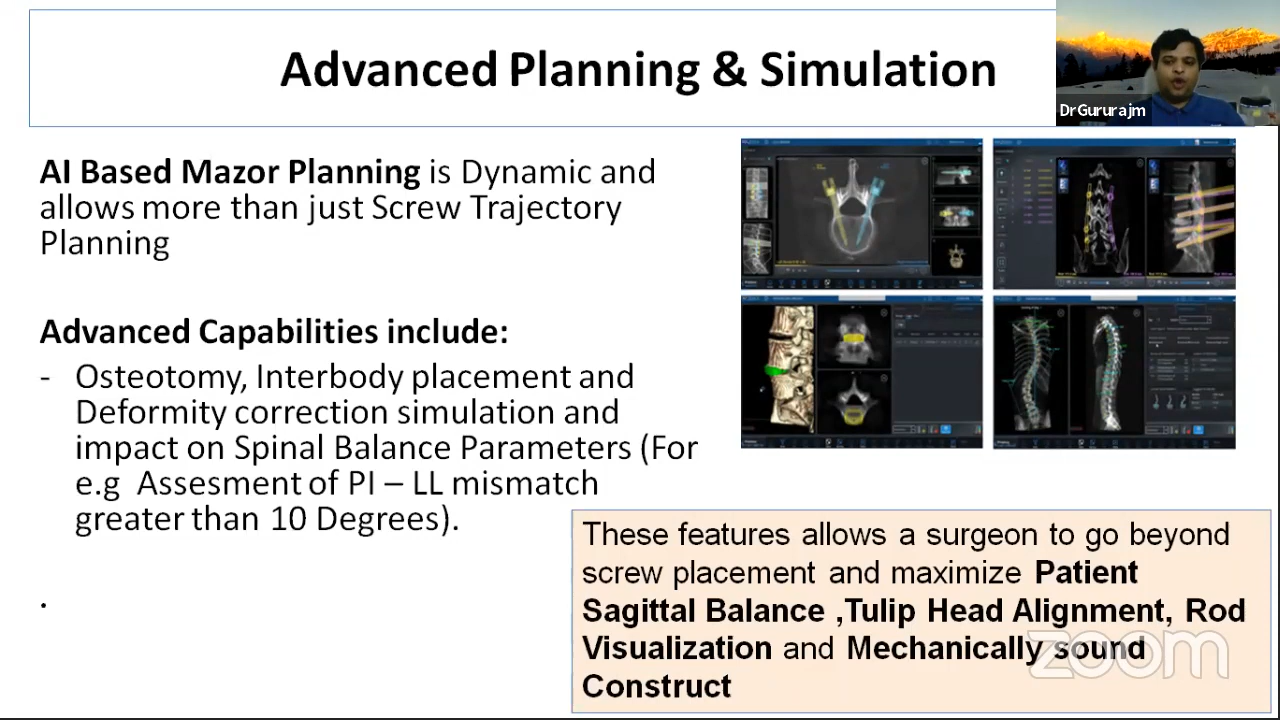 Advanced Planning & Simulation
DrGururajm
AI Based Mazor Planning is Dynamic and
allows more than just Screw Trajectory
Planning
Advanced Capabilities include:
- Osteotomy, Interbody placement and
Deformity correction simulation and
impact on Spinal Balance Parameters (For
e.g Assesment of PI – LL mismatch
greater than 10 Degrees).
.
These features allows a surgeon to go beyond
screw placement and maximize Patient
Sagittal Balance ,Tulip Head Alignment, Rod
Visualization and Mechanically sound
Construct
zoom